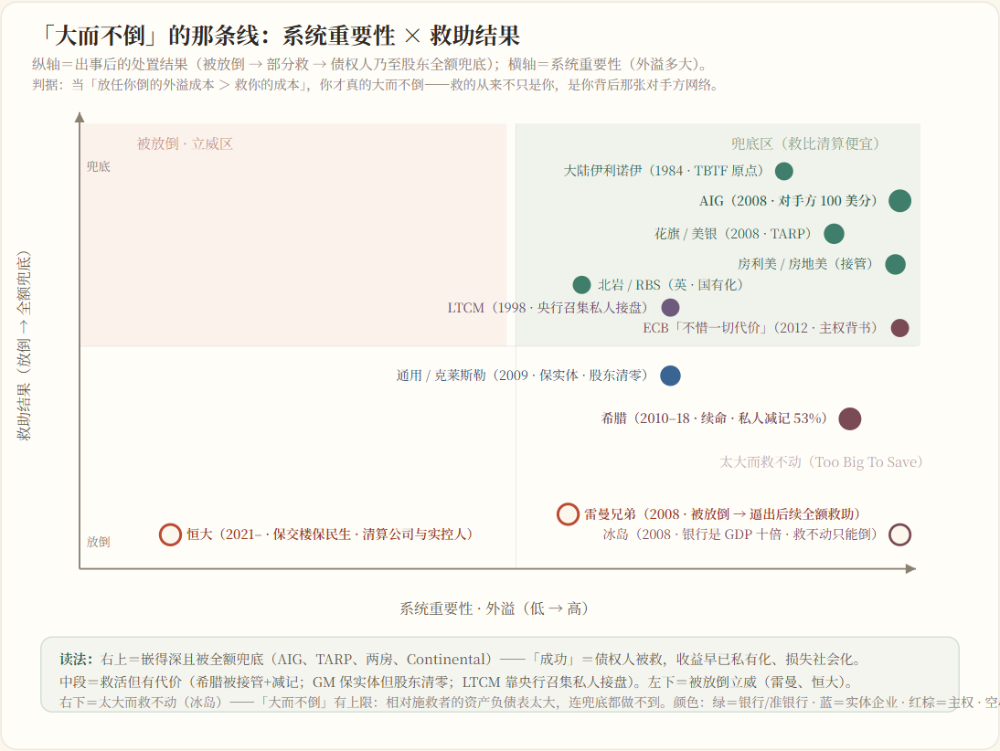 「大而不倒」的那条线：系统重要性 × 救助结果
纵轴＝出事后的处置结果（被放倒 → 部分救 → 债权人乃至股东全额兜底）；横轴＝系统重要性（外溢多大）。
判据：当「放任你倒的外溢成本 ＞ 救你的成本」，你才真的大而不倒——救的从来不只是你，是你背后那张对手方网络。
被放倒 · 立威区
兜底区（救比清算便宜）
兜底
大陆伊利诺伊（1984 · TBTF 原点）
AIG（2008 · 对手方 100 美分）
花旗 / 美银（2008 · TARP）
房利美 / 房地美（接管）
北岩 / RBS（英 · 国有化）
LTCM（1998 · 央行召集私人接盘）
ECB「不惜一切代价」（2012 · 主权背书）
救助结果（放倒 → 全额兜底）
通用 / 克莱斯勒（2009 · 保实体 · 股东清零）
希腊（2010–18 · 续命 · 私人减记 53%）
太大而救不动（Too Big To Save）
雷曼兄弟（2008 · 被放倒 → 逼出后续全额救助）
恒大（2021– · 保交楼保民生 · 清算公司与实控人）
冰岛（2008 · 银行是 GDP 十倍 · 救不动只能倒）
放倒
系统重要性 · 外溢（低 → 高）
读法：右上＝嵌得深且被全额兜底（AIG、TARP、两房、Continental）——「成功」＝债权人被救，收益早已私有化、损失社会化。
中段＝救活但有代价（希腊被接管+减记；GM 保实体但股东清零；LTCM 靠央行召集私人接盘）。左下＝被放倒立威（雷曼、恒大）。
右下＝太大而救不动（冰岛）——「大而不倒」有上限：相对施救者的资产负债表太大，连兜底都做不到。颜色：绿＝银行/准银行 · 蓝＝实体企业 · 红棕＝主权 · 空